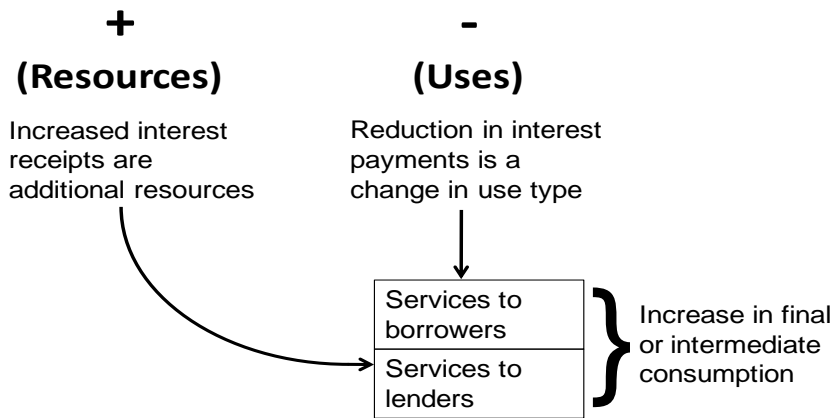 +
(Resources)
Increased interest
receipts are
additional resources
-
(Uses)
Reduction in interest
payments is a
change in use type
Services to
borrowers
Services to
lenders
Increase in final
or intermediate
consumption